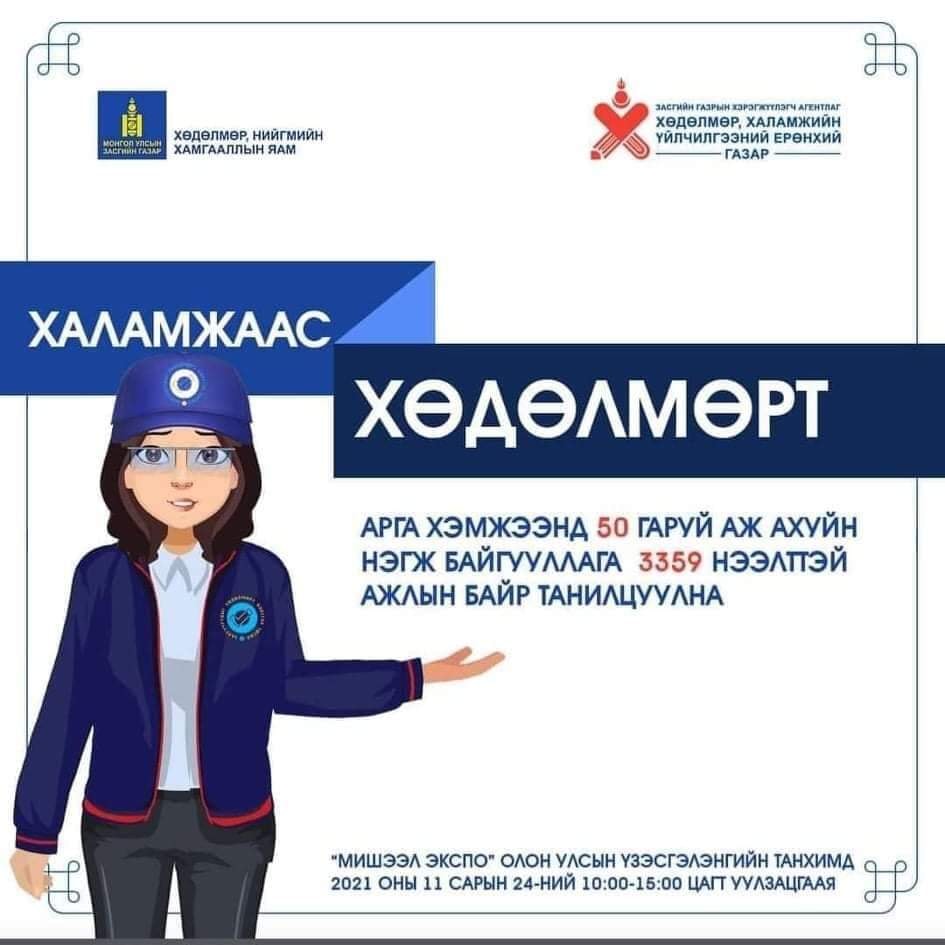 МОНГОЛ УЛСЫН
ЗАСГИЙН ГАЗАР
ХӨДӨЛМӨР, НИЙГМИЙН
ХАМГААЛЛЫН ЯАМ
ЗАСГИЙН ГАЗРЫН ХЭРЭГЖҮҮЛЭГЧ АГЕНТЛАГ
ХӨДӨЛМӨР, ХАЛАМЖИЙН
ҮЙЛЧИЛГЭЭНИЙ ЕРӨНХИЙ
ГАЗАР
ХАЛАМЖААС
ХӨДӨЛМӨРТ
АРГА ХЭМЖЭЭНД 50 ГАРУЙ АЖ АХУЙН
НЭГЖ БАЙГУУЛЛАГА 3359 НЭЭЛТТЭЙ
АЖЛЫН БАЙР ТАНИЛЦУУЛНА
"МИШЭЭЛ ЭКСПО" ОЛОН УЛСЫН ҮЗЭСГЭЛЭНГИЙН ТАНХИМД
2021 ОНЫ 11 САРЫН 24-НИЙ 10:00-15:00 ЦАГТ УУЛЗАЦГААЯ